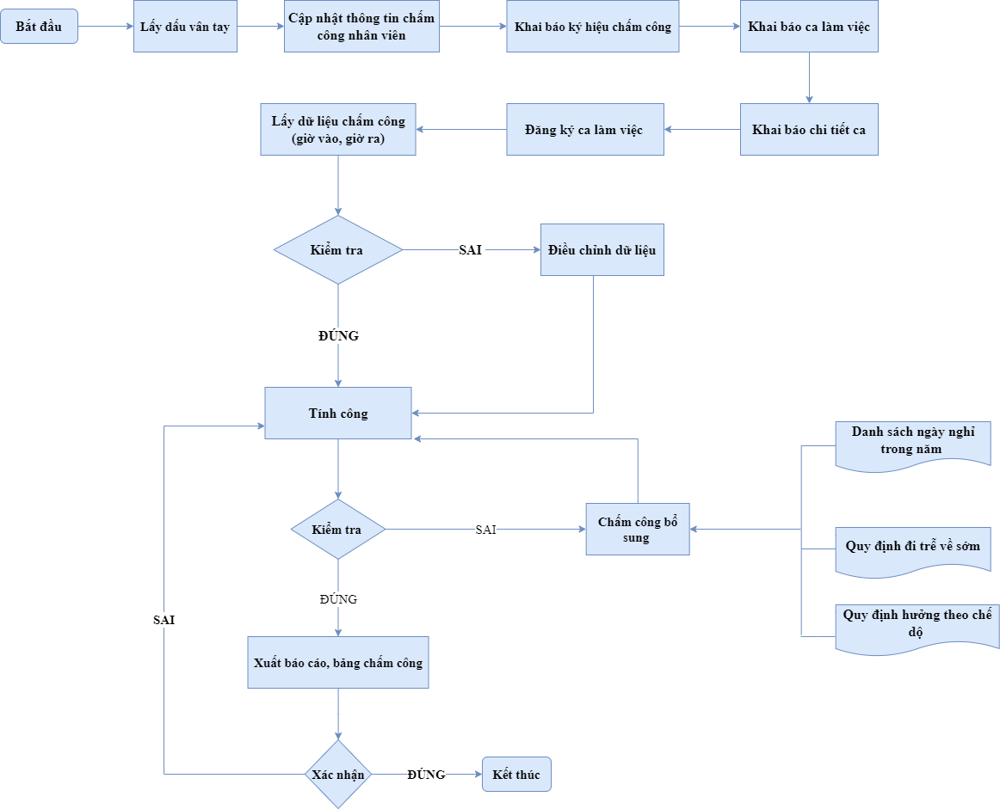 Bắt đầu
Lấy dấu vân tay
Cập nhật thông tin chấm
công nhân viên
Khai báo ký hiệu chấm công
Khai báo ca làm việc
Lấy dữ liệu chấm công
(giờ vào, giờ ra)
Đăng ký ca làm việc
Khai báo chi tiết ca
Kiểm tra
SAI
Điều chỉnh dữ liệu
ĐÚNG
Tính công
Danh sách ngày nghỉ
trong năm
Kiểm tra
SAI
Chấm công bổ
sung
Quy định đi trễ về sớm
ĐÚNG
SAI
Quy định hưởng theo chế
dộ
Xuất báo cáo, bảng chấm công
Xác nhận
ĐÚNG
Kết thúc